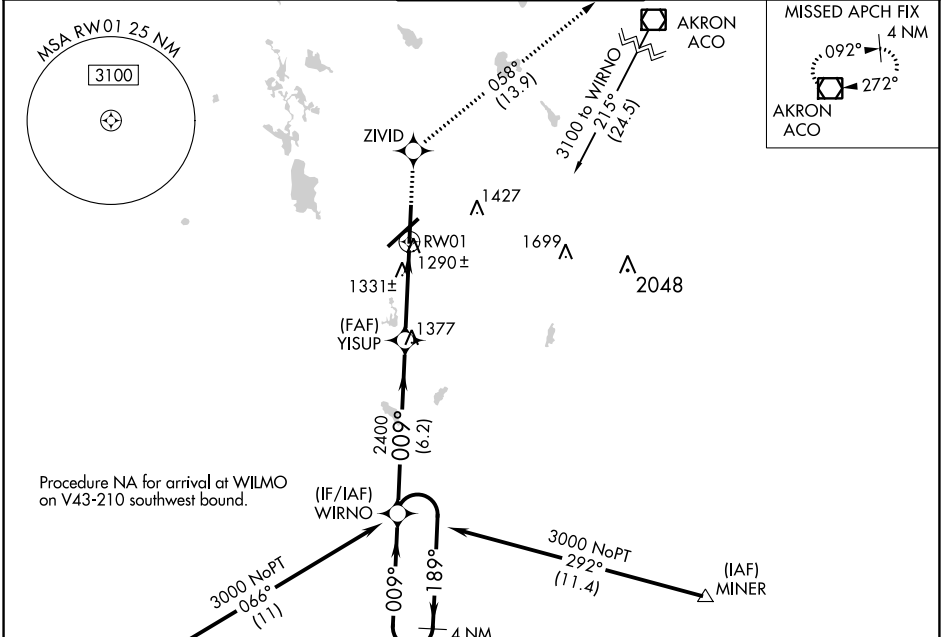 MSA RW01 25 NM
3100
AKRON
ACO
MISSED APCH FIX
4 NM
092°
272°
AKRON
ACO
058°
(13.9)
3100 to WIRNO
215°
(24.5)
ZIVID
1427
RW01
1290±
1699
1331±
2048
(FAF)
YISUP
1377
2400
009°
(6.2)
Procedure NA for arrival at WILMO
on V43-210 southwest bound.
(IF/IAF)
WIRNO
3000 NoPT
292°
(11.4)
(IAF)
MINER
3000 NoPT
066°
(11)
009°
189°
4 NM